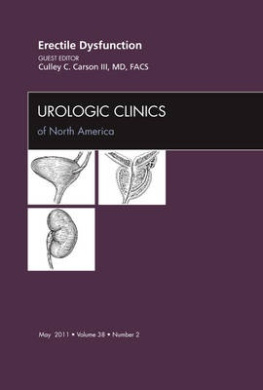 Erectile Dysfunction
GUEST EDITOR
Culley C. Carson III, MD, FACS
UROLOGIC CLINICS
of North America
May 2011 • Volume 38 • Number 2